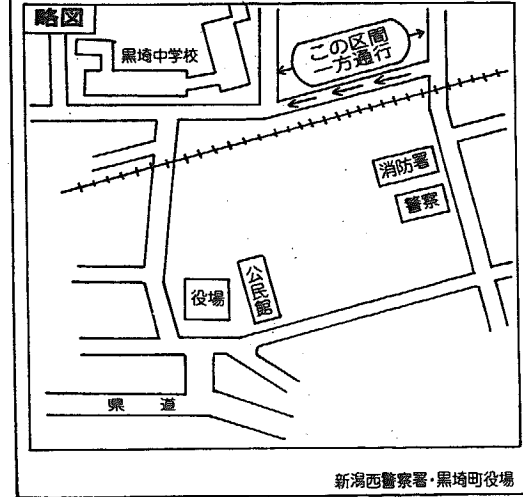 略図
黒埼中学校
この区間
一方通行
消防署
警察
公民館
役場
県道
新潟西警察署・黒埼町役場